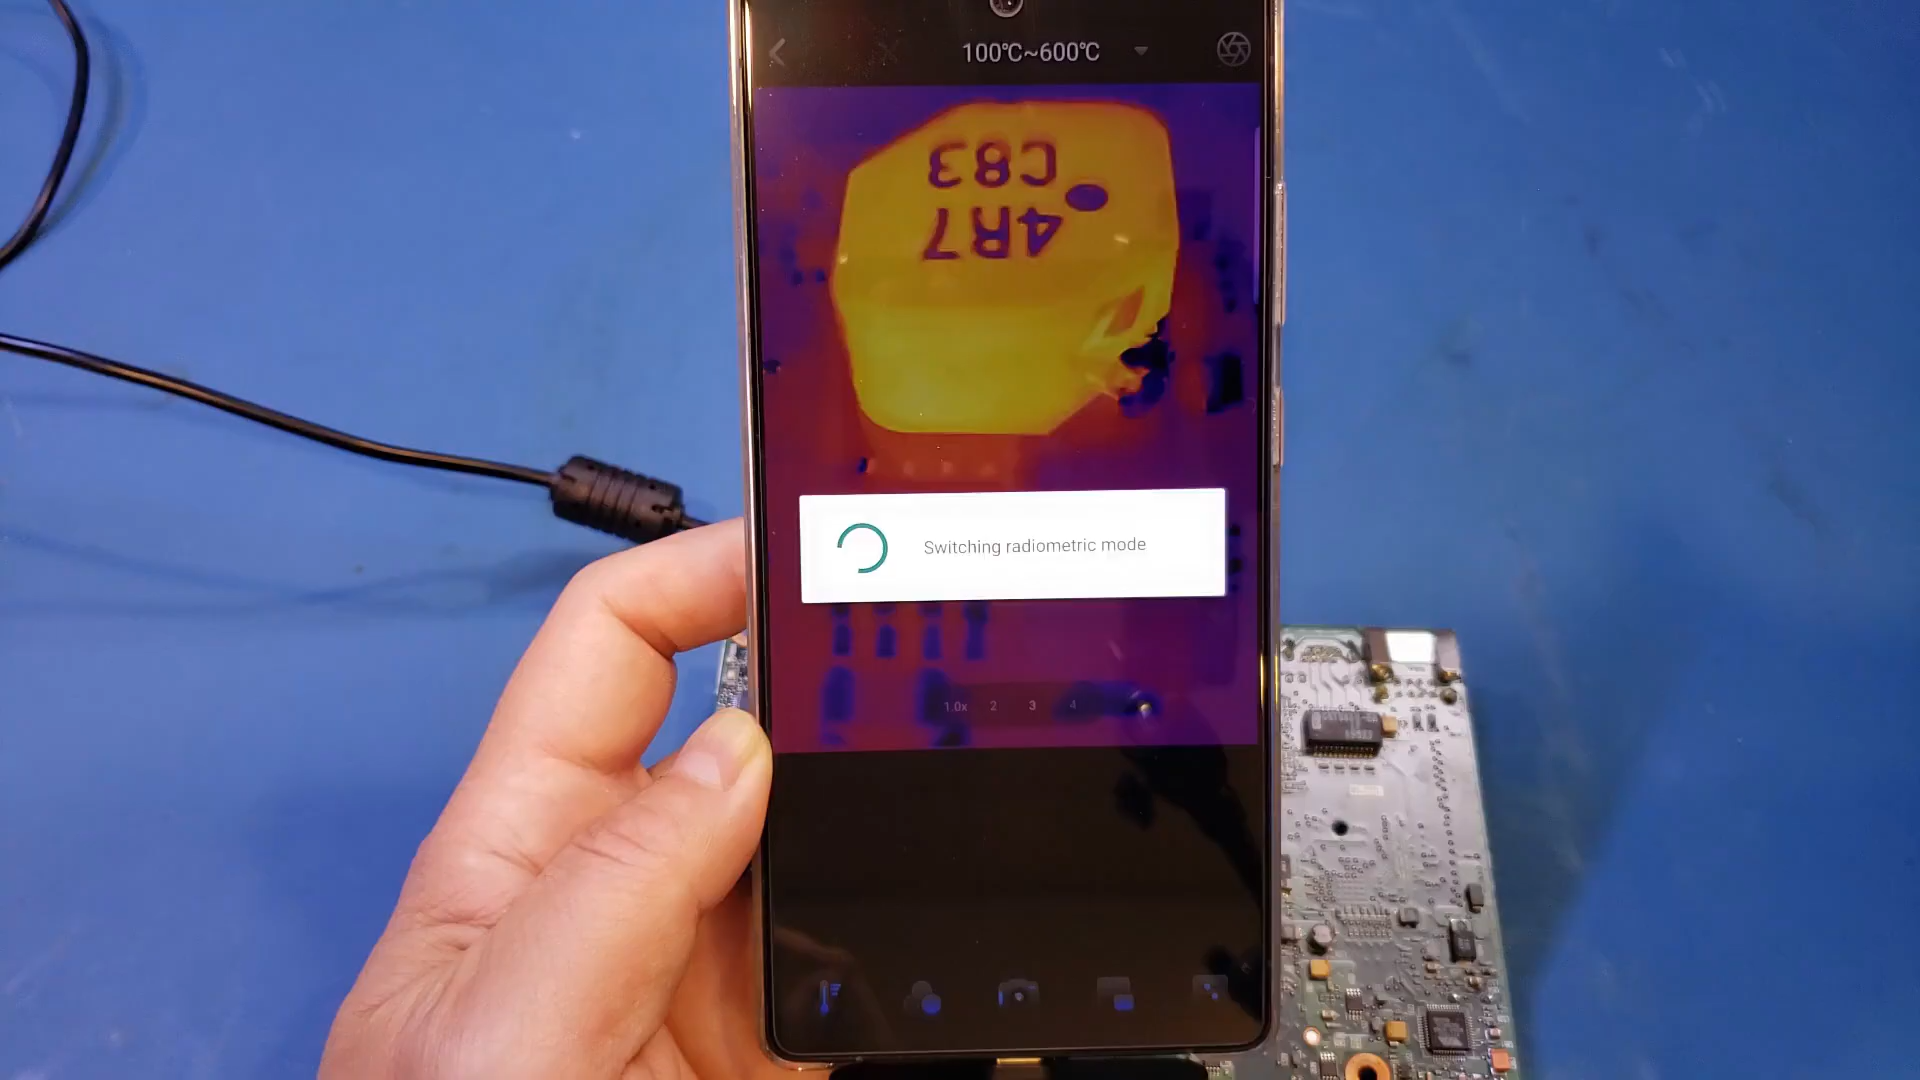 100℃~600℃
C83
4R7
Switching radiometric mode
1.0x 2 3 4